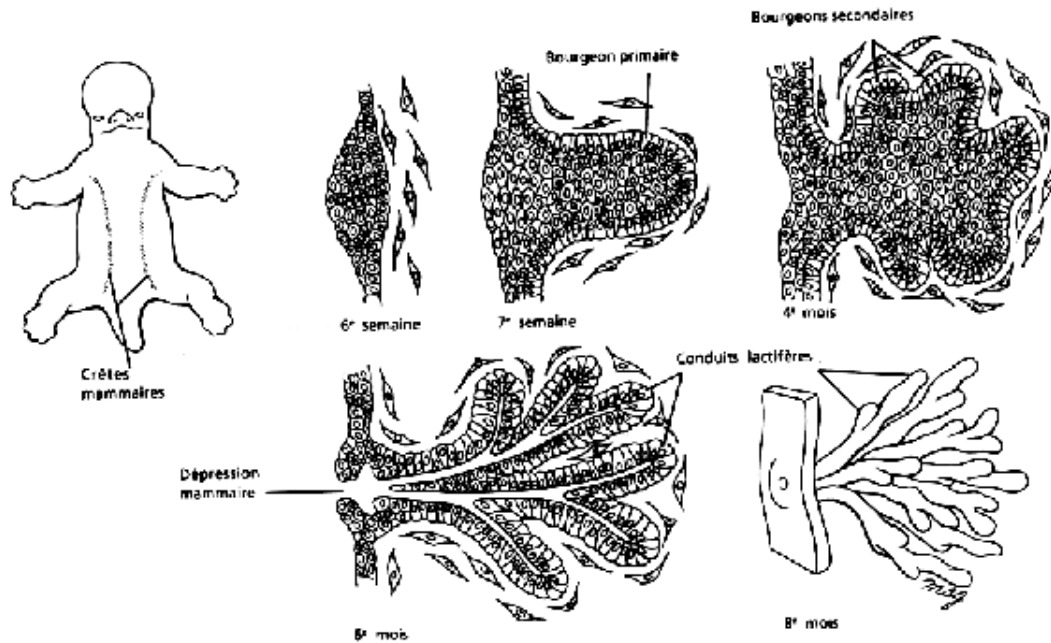 Bourgeons secondaires
Bourgeon primaire
Crêtes
mammaires
6e semaine
7e semaine
4e mois
Dépression
mammaire
Conduits lactifères
8e mois
8e mois